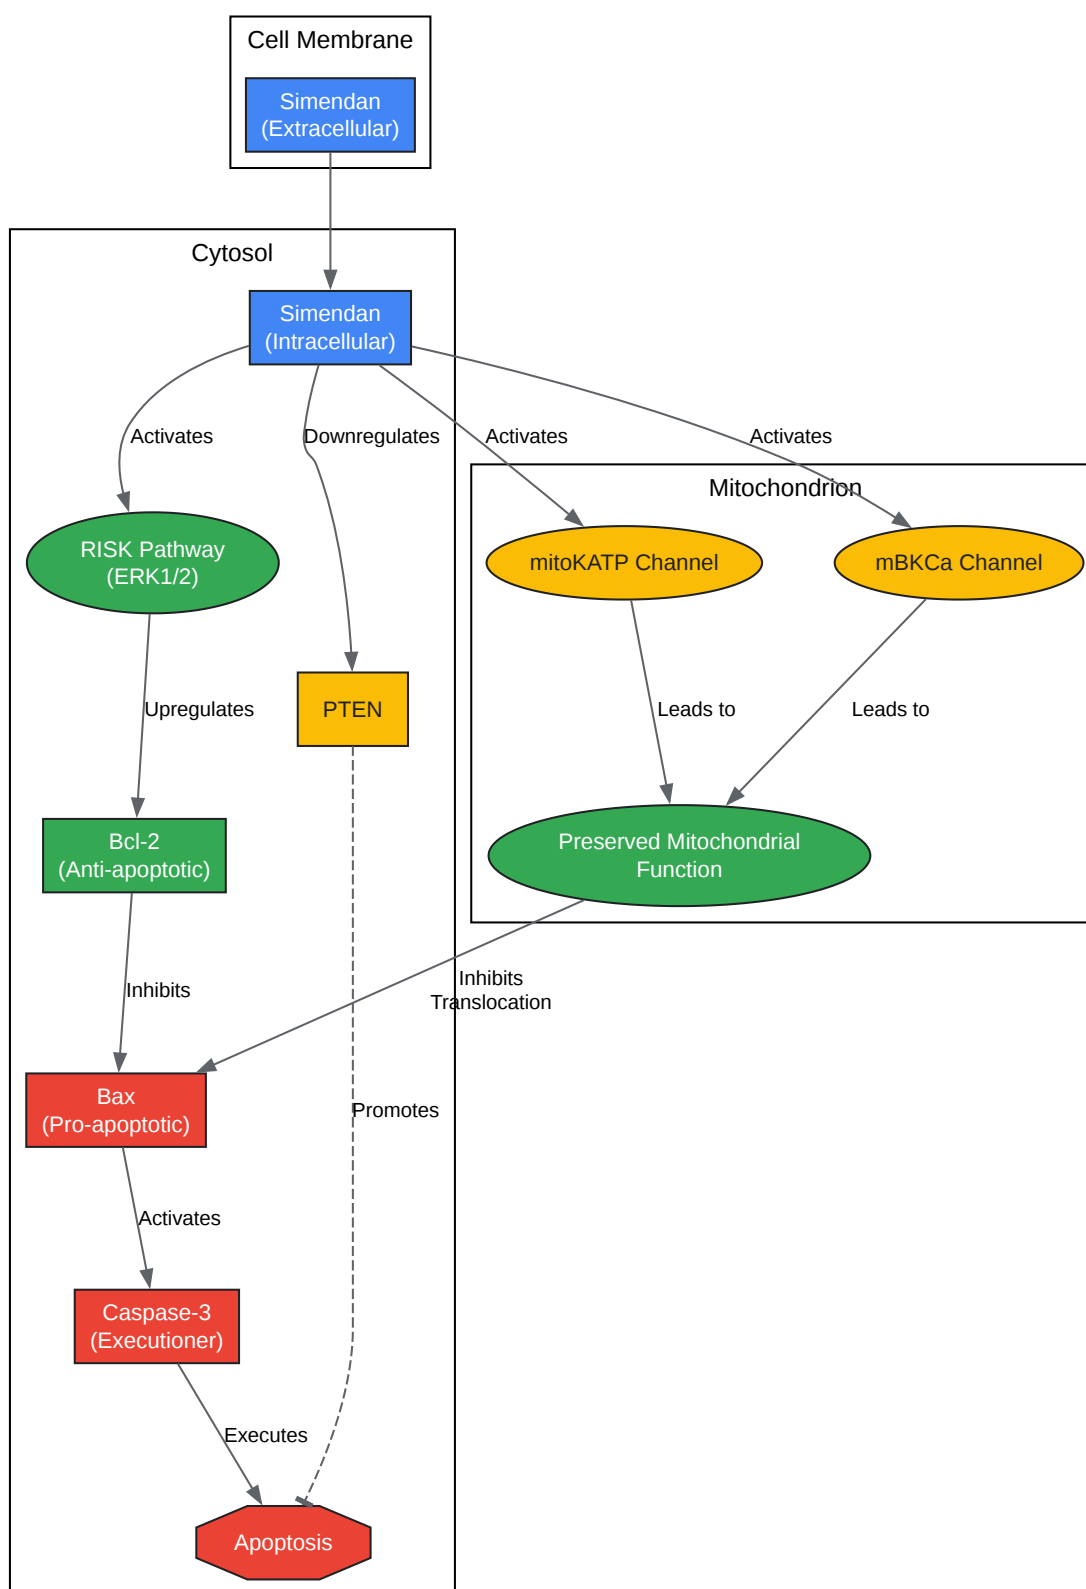 Cell Membrane
Simendan
(Extracellular)
Cytosol
Simendan
(Intracellular)
Activates
Downregulates
Activates
Activates
Mitochondrion
RISK Pathway
(ERK1/2)
mitoKATP Channel
mBKCa Channel
Upregulates
PTEN
Leads to
Leads to
Bcl-2
(Anti-apoptotic)
Preserved Mitochondrial
Function
Inhibits
Inhibits
Translocation
Bax
(Pro-apoptotic)
Promotes
Activates
Caspase-3
(Executioner)
Executes
Apoptosis